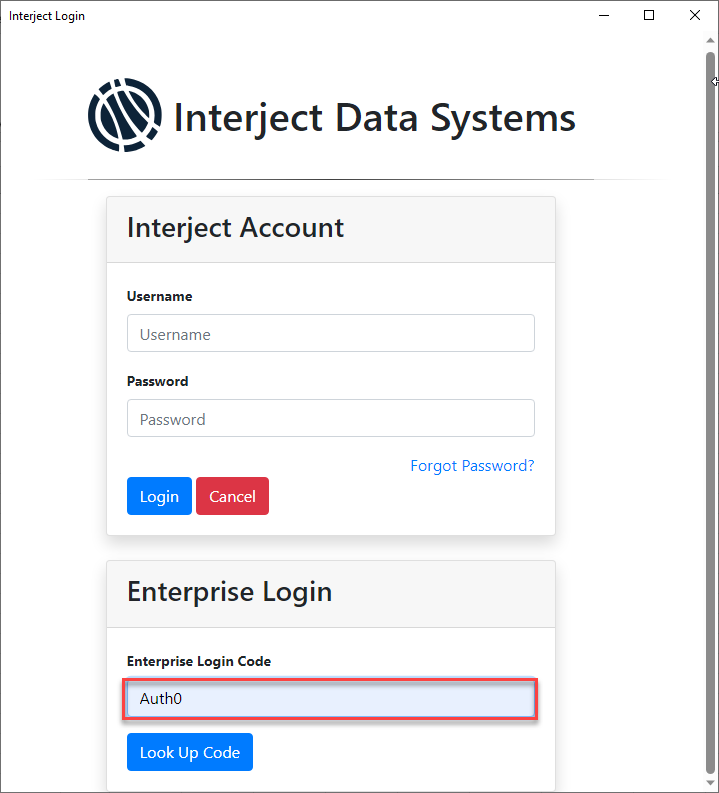 Interject Login
Interject Data Systems
Interject Account
Username
Username
Password
Password
Forgot Password?
Login Cancel
Enterprise Login
Enterprise Login Code
Auth0
Look Up Code